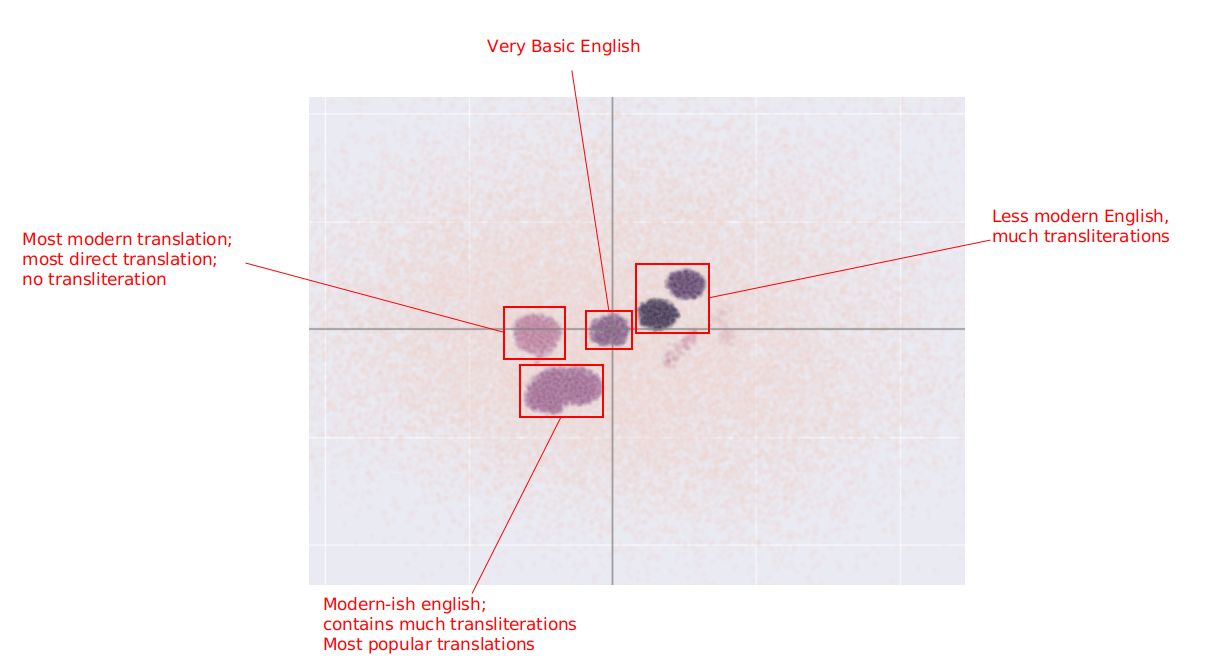 Very Basic English
Less modern English,
much transliterations
Most modern translation;
most direct translation;
no transliteration
Modern-ish english;
contains much transliterations
Most popular translations